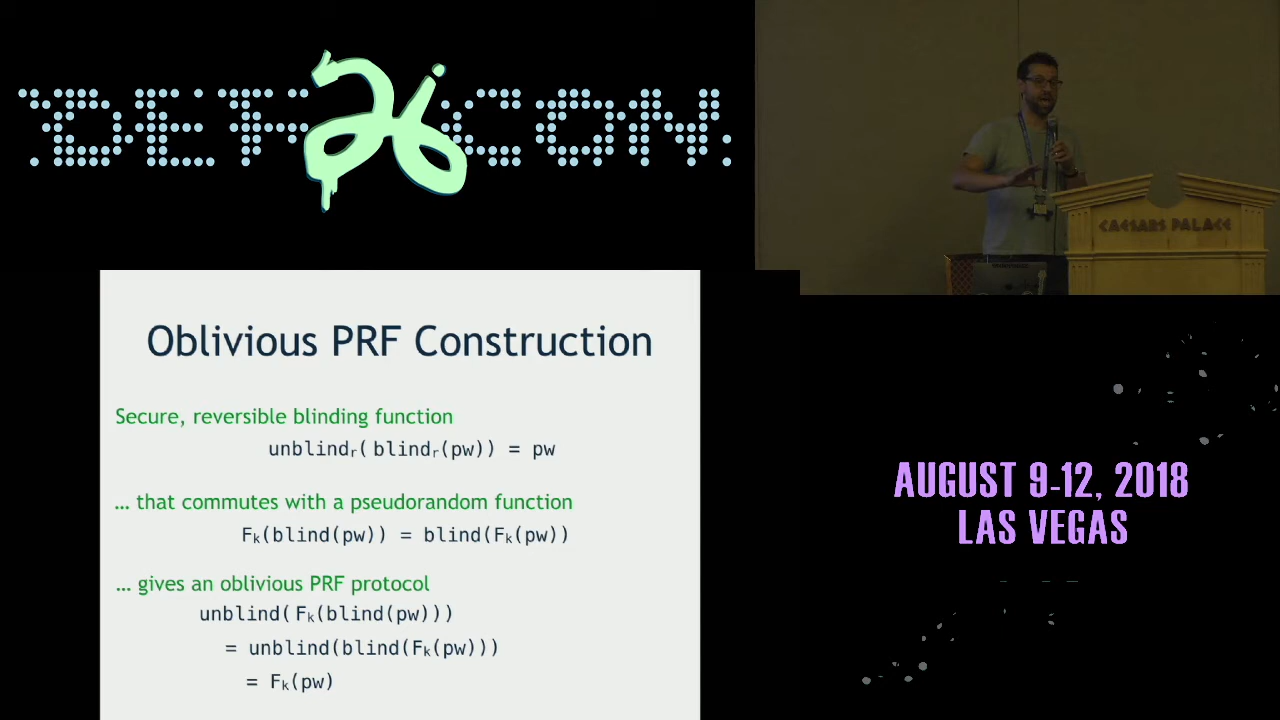 DEF 26 CON
CAESARS PALACE
Oblivious PRF Construction
Secure, reversible blinding function
unblindᵣ( blindᵣ(pw)) = pw
… that commutes with a pseudorandom function
Fₖ(blind(pw)) = blind(Fₖ(pw))
… gives an oblivious PRF protocol
unblind( Fₖ(blind(pw)))
= unblind(blind(Fₖ(pw)))
= Fₖ(pw)
AUGUST 9-12, 2018
LAS VEGAS